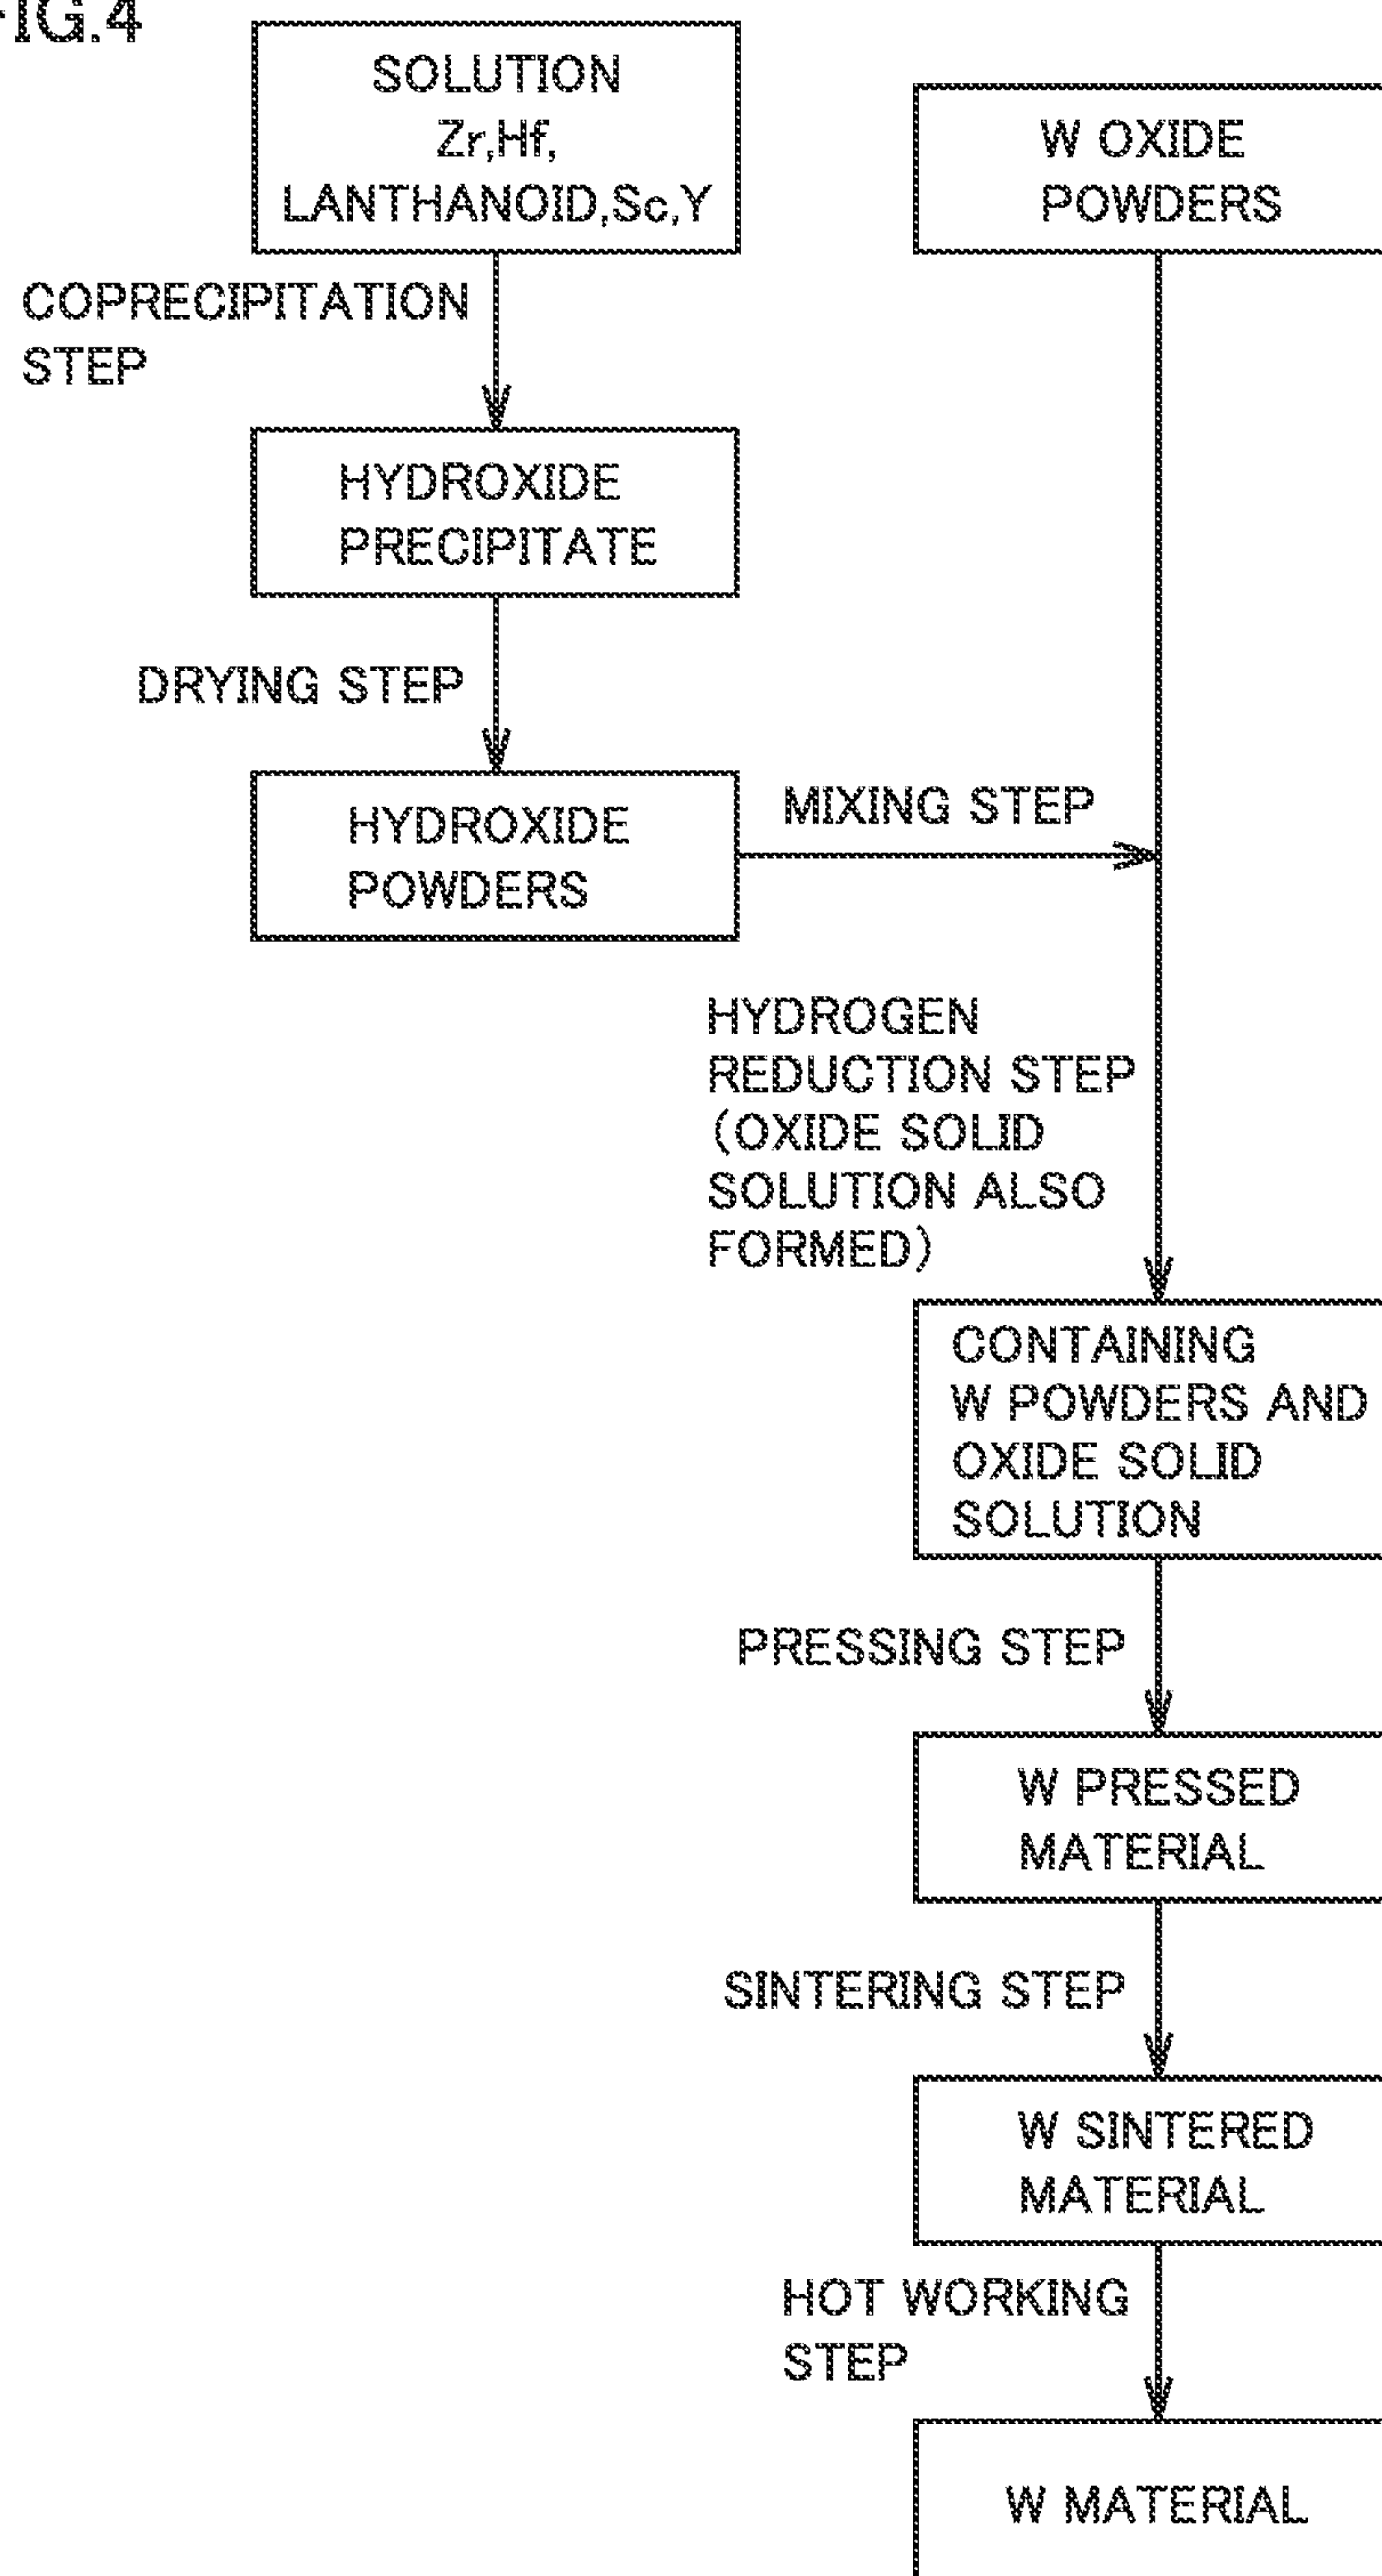 FIG.4
SOLUTION
Zr,Hf,
LANTHANOID,Sc,Y
W OXIDE
POWDERS
COPRECIPITATION
STEP
HYDROXIDE
PRECIPITATE
DRYING STEP
HYDROXIDE
POWDERS
MIXING STEP
HYDROGEN
REDUCTION STEP
(OXIDE SOLID
SOLUTION ALSO
FORMED)
CONTAINING
W POWDERS AND
OXIDE SOLID
SOLUTION
PRESSING STEP
W PRESSED
MATERIAL
SINTERING STEP
W SINTERED
MATERIAL
HOT WORKING
STEP
W MATERIAL